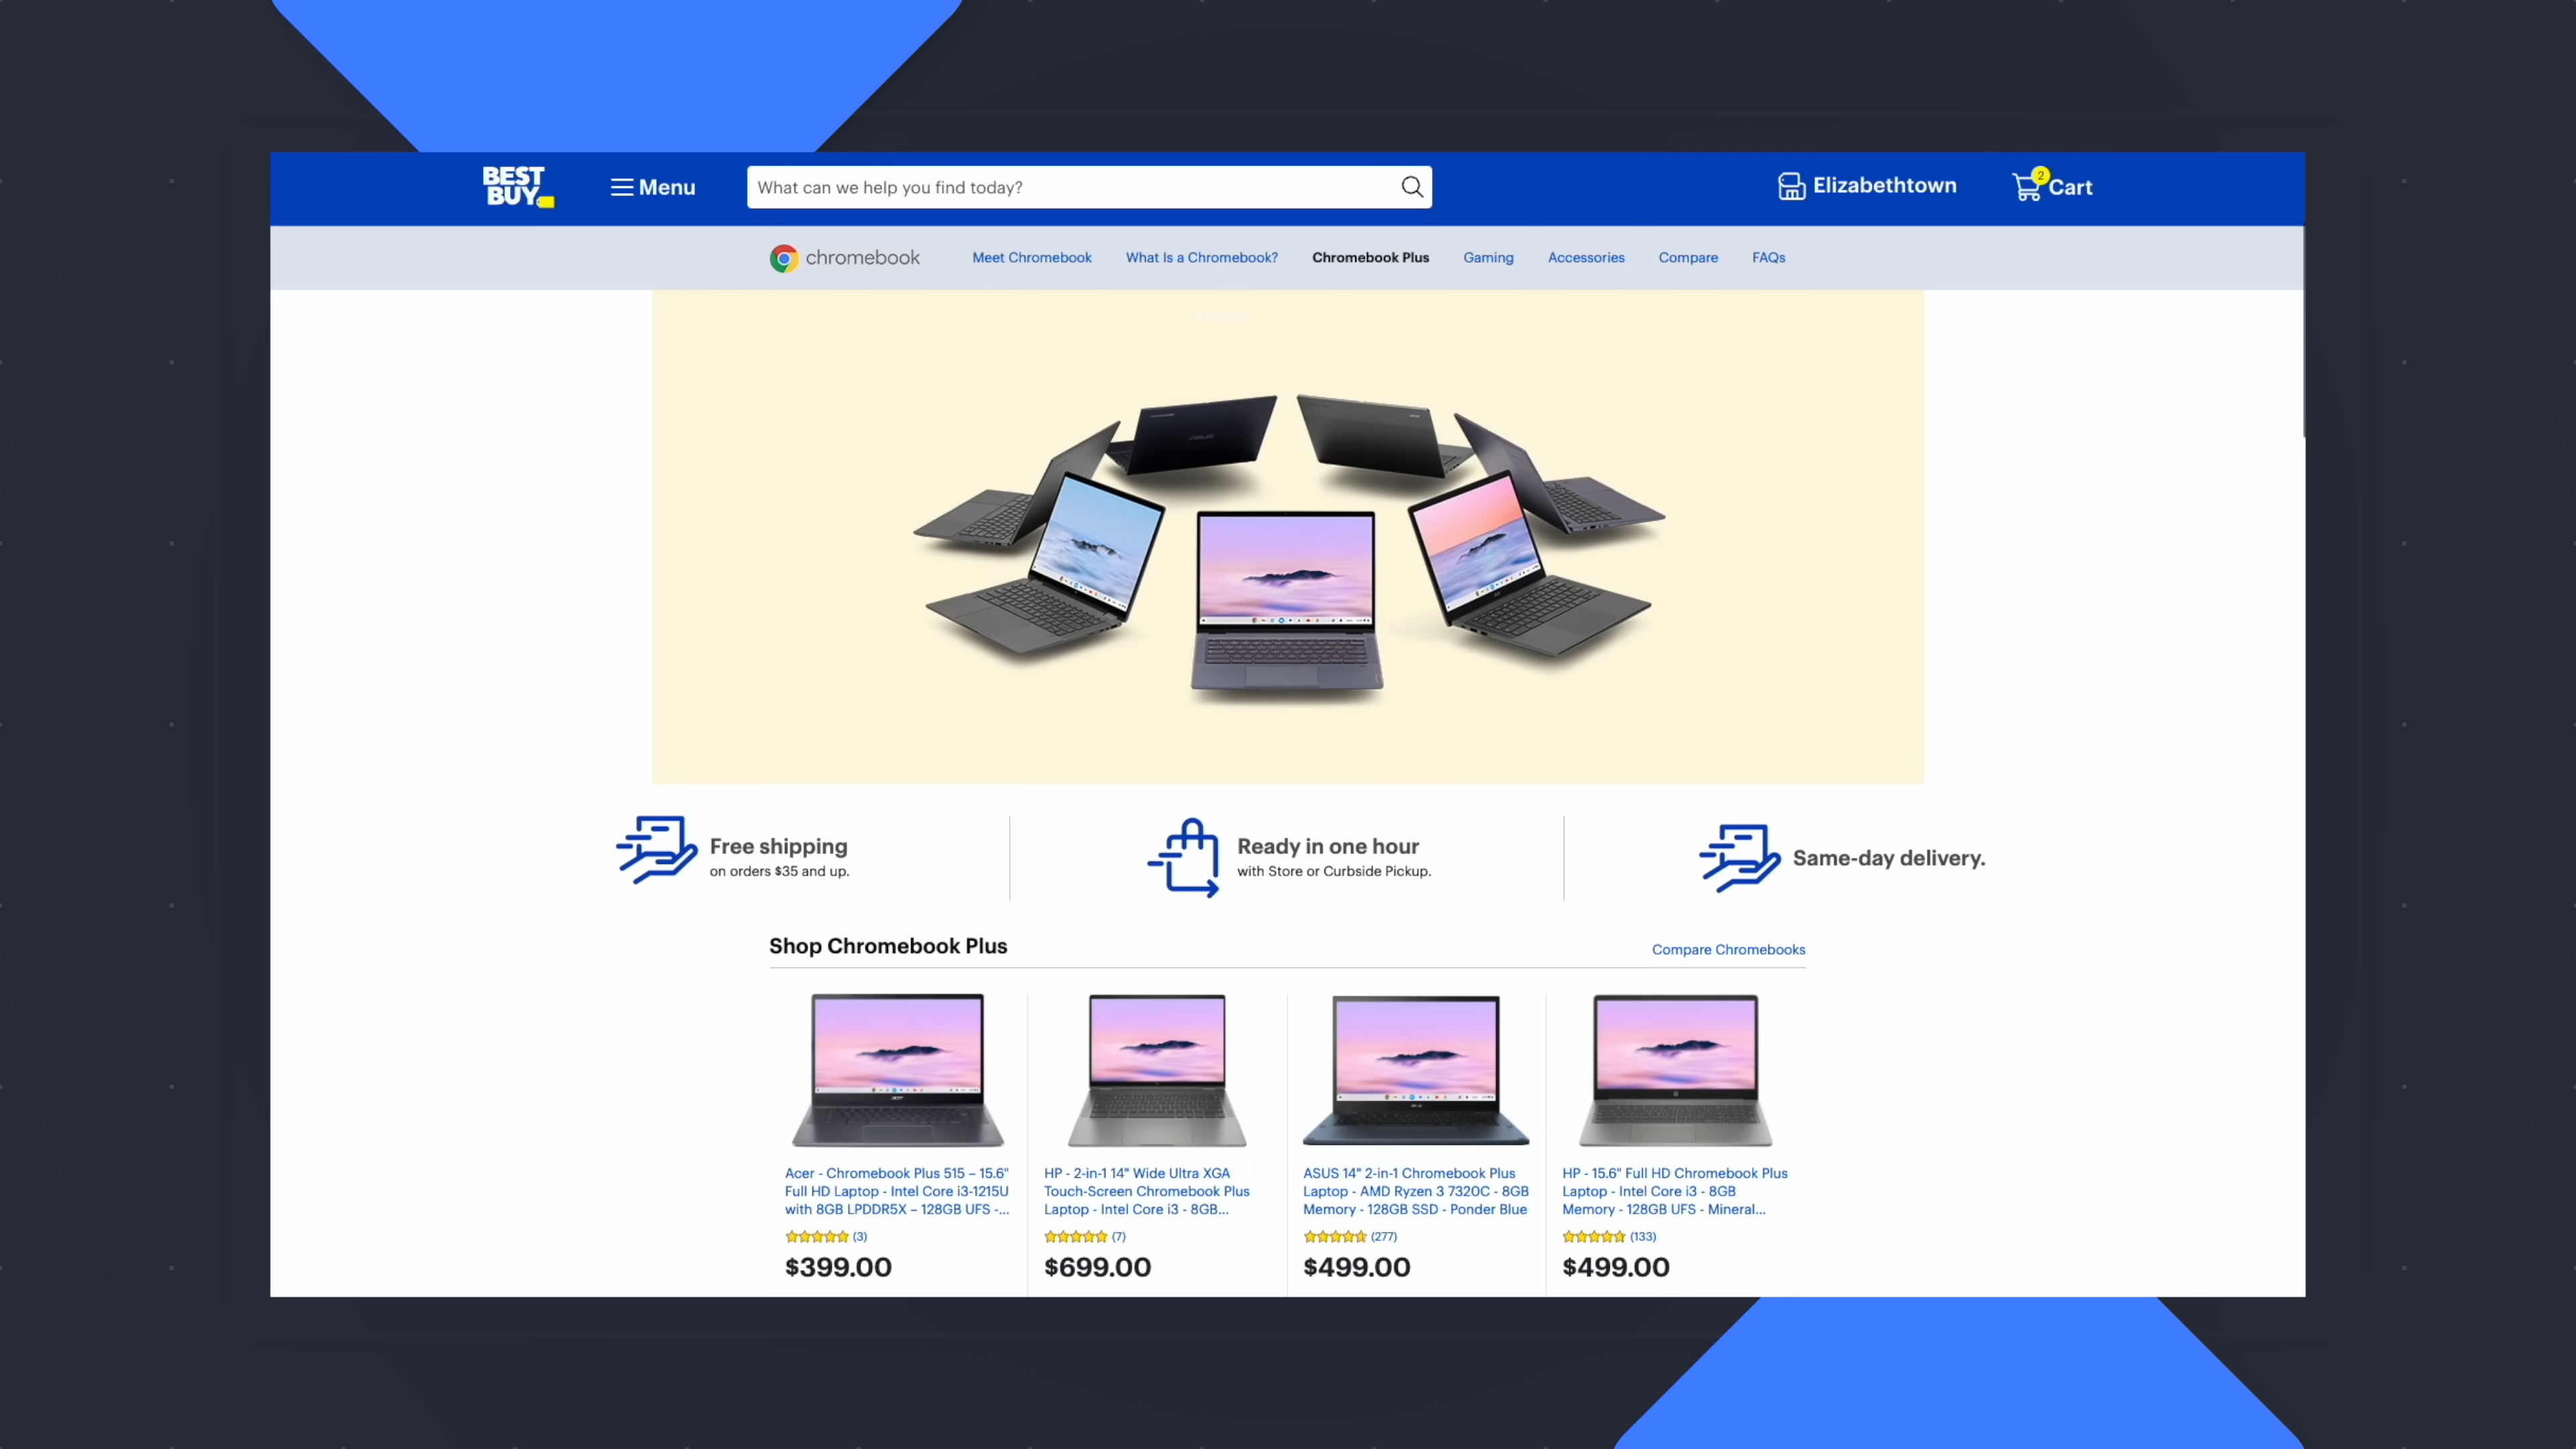 BEST
BUY
Menu
What can we help you find today?
Elizabethtown
2
Cart
chromebook
Meet Chromebook
What Is a Chromebook?
Chromebook Plus
Gaming
Accessories
Compare
FAQs
ASUS
Free shipping
on orders $35 and up.
Ready in one hour
with Store or Curbside Pickup.
Same-day delivery.
Shop Chromebook Plus
Compare Chromebooks
acer
Acer - Chromebook Plus 515 – 15.6"
Full HD Laptop - Intel Core i3-1215U
with 8GB LPDDR5X – 128GB UFS -...
(3)
$399.00
HP - 2-in-1 14" Wide Ultra XGA
Touch-Screen Chromebook Plus
Laptop - Intel Core i3 - 8GB...
(7)
$699.00
ASUS 14" 2-in-1 Chromebook Plus
Laptop - AMD Ryzen 3 7320C - 8GB
Memory - 128GB SSD - Ponder Blue
(277)
$499.00
HP - 15.6" Full HD Chromebook Plus
Laptop - Intel Core i3 - 8GB
Memory - 128GB UFS - Mineral...
(133)
$499.00